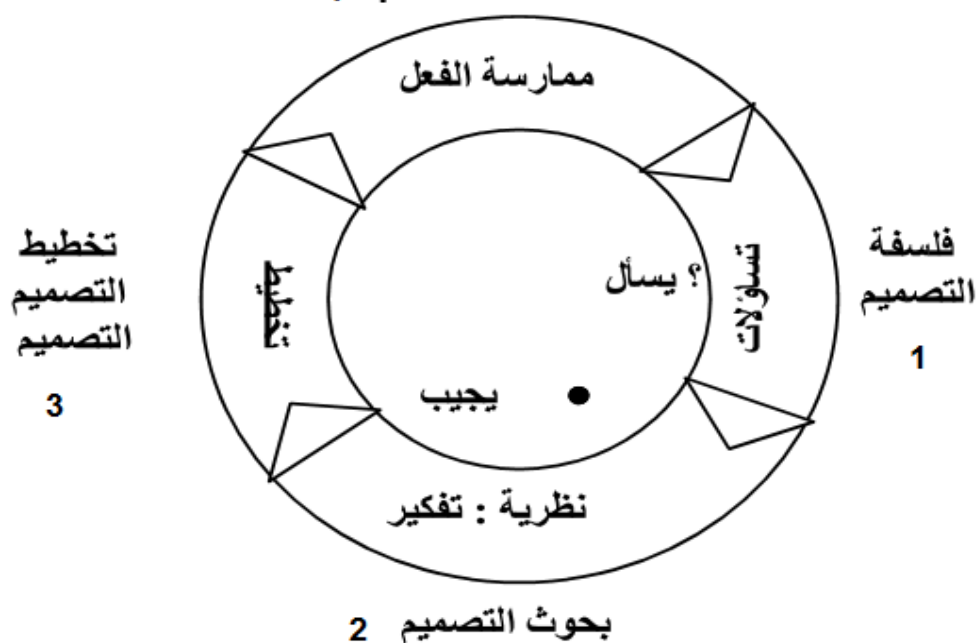 ممارسة الفعل
فلسفة
التصميم
1
تساؤلات
؟ يسأل
تخطيط
تخطيط
التصميم
التصميم
3
يجيب
نظرية : تفكير
بحوث التصميم 2